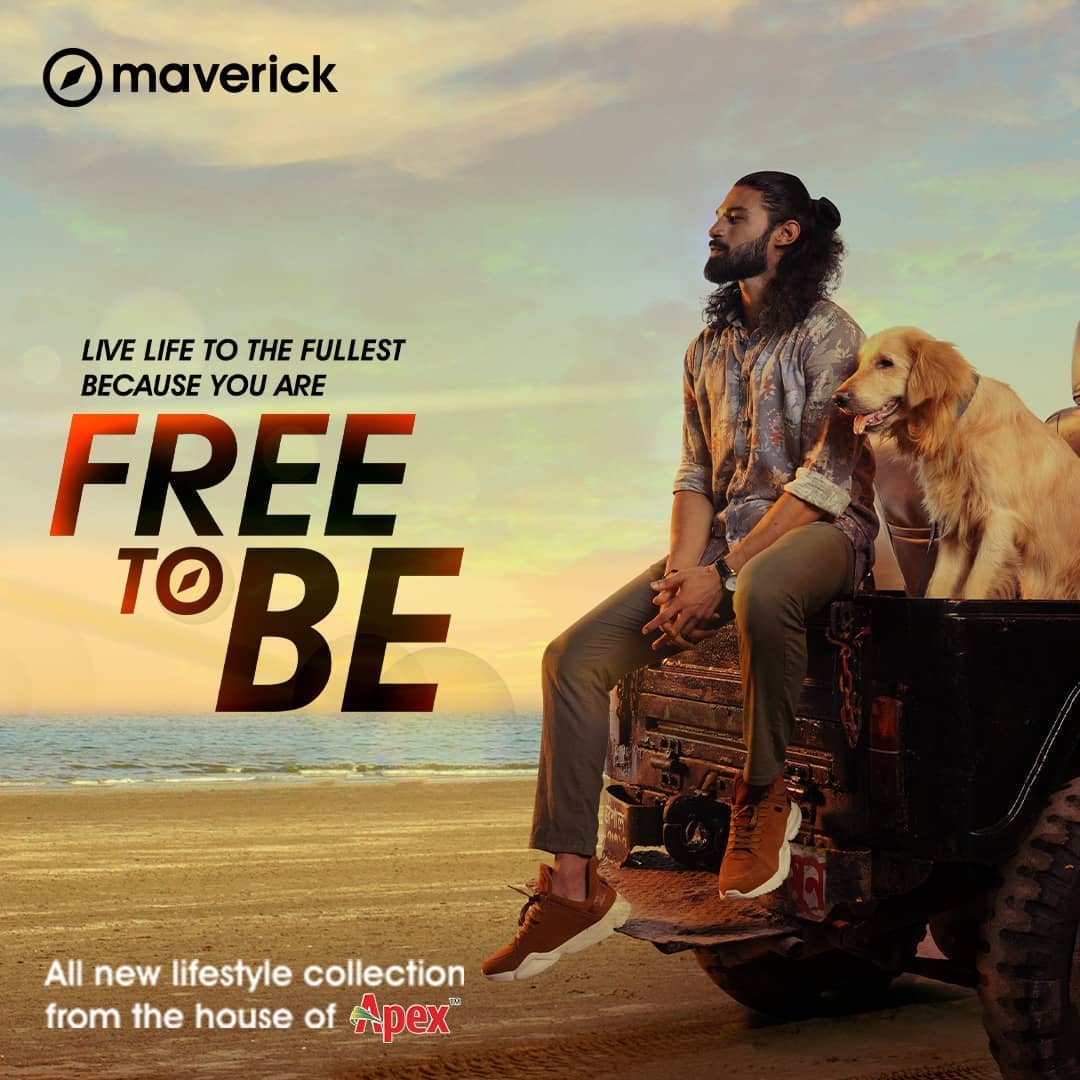 maverick
LIVE LIFE TO THE FULLEST
BECAUSE YOU ARE
FREE
TO BE
All new lifestyle collection
from the house of Apex™